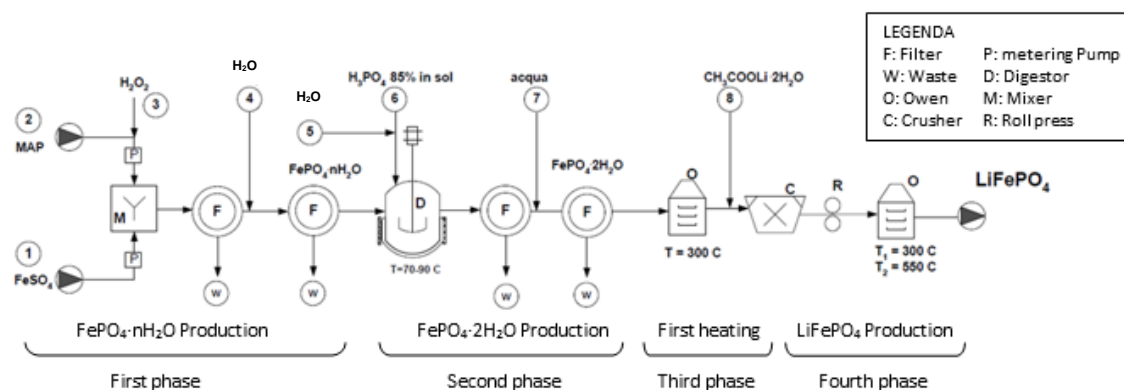 LEGENDA
F: Filter P: metering Pump
W: Waste D: Digestor
O: Owen M: Mixer
C: Crusher R: Roll press
H₂O₂
3
2
MAP
P
M
P
1
FeSO₄
H₂O
4
F
W
H₂O
5
FePO₄·nH₂O
F
W
H₃PO₄ 85% in sol
6
D
T=70-90 C
acqua
7
F
W
FePO₄·2H₂O
F
W
CH₃COOLi·2H₂O
8
O
T = 300 C
C
R
O
T₁ = 300 C
T₂ = 550 C
LiFePO₄
FePO₄·nH₂O Production
FePO₄·2H₂O Production
First heating
LiFePO₄ Production
First phase
Second phase
Third phase
Fourth phase